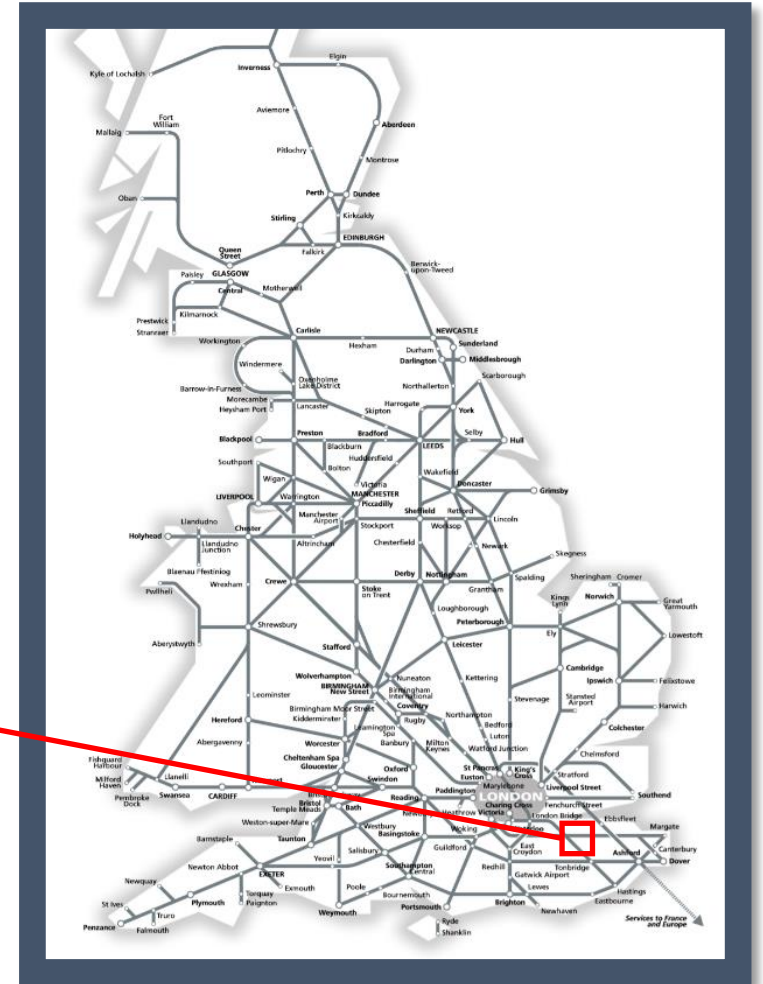 Elgin
Inverness
Kyle of Lochalsh
Aviemore
Fort
William
Aberdeen
Mallaig
Pitlochry
Montrose
Perth
Dundee
Oban
Stirling
Kirkcaldy
EDINBURGH
Queen
Street
Falkirk
Berwick-
upon-Tweed
Paisley
GLASGOW
Central
Motherwell
Prestwick
Kilmarnock
Stranraer
Carlisle
NEWCASTLE
Workington
Hexham
Sunderland
Durham
Darlington
Middlesbrough
Windermere
Scarborough
Oxenholme
Lake District
Barrow-in-Furness
Northallerton
Morecambe
Heysham Port
Lancaster
Harrogate
York
Skipton
Blackpool
Preston
Bradford
LEEDS
Selby
Hull
Blackburn
Huddersfield
Southport
Bolton
Wakefield
Wigan
Victoria
Doncaster
Grimsby
LIVERPOOL
Warrington
MANCHESTER
Piccadilly
Manchester
Airport
Sheffield
Retford
Llandudno
Stockport
Worksop
Lincoln
Holyhead
Chester
Llandudno
Junction
Altrincham
Chesterfield
Newark
Skegness
Blaenau Ffestiniog
Derby
Nottingham
Pwllheli
Wrexham
Crewe
Stoke
on Trent
Grantham
Spalding
Sheringham
Cromer
Kings
Lynn
Norwich
Great
Yarmouth
Loughborough
Peterborough
Shrewsbury
Ely
Lowestoft
Aberystwyth
Stafford
Leicester
Wolverhampton
Cambridge
BIRMINGHAM
New Street
Nuneaton
Kettering
Ipswich
Felixstowe
Birmingham
International
Stansted
Airport
Leominster
Birmingham Moor Street
Coventry
Stevenage
Harwich
Hereford
Kidderminster
Rugby
Northampton
Leamington
Spa
Bedford
Colchester
Abergavenny
Worcester
Banbury
Milton
Keynes
Luton
Watford Junction
Chelmsford
Fishguard
Harbour
Cheltenham Spa
Gloucester
Oxford
St Pancras
King's
Cross
Euston
Stratford
Milford
Haven
Llanelli
Swindon
Marylebone
Liverpool Street
Pembroke
Dock
Swansea
CARDIFF
Paddington
LONDON
Fenchurch Street
Southend
Bristol
Temple Meads
Bath
Reading
Heathrow
Victoria
Charing Cross
London Bridge
Ebbsfleet
Weston-super-Mare
Westbury
Basingstoke
Woking
Margate
Barnstaple
Taunton
Salisbury
Guildford
East
Croydon
Canterbury
Ashford
Dover
Newton Abbot
Yeovil
Southampton
Central
Redhill
Tonbridge
Gatwick Airport
EXETER
Newquay
Exmouth
Poole
Lewes
Hastings
Torquay
Paignton
Bournemouth
Eastbourne
St Ives
Plymouth
Weymouth
Portsmouth
Brighton
Newhaven
Truro
Penzance
Falmouth
Ryde
Shanklin
Services to France
and Europe